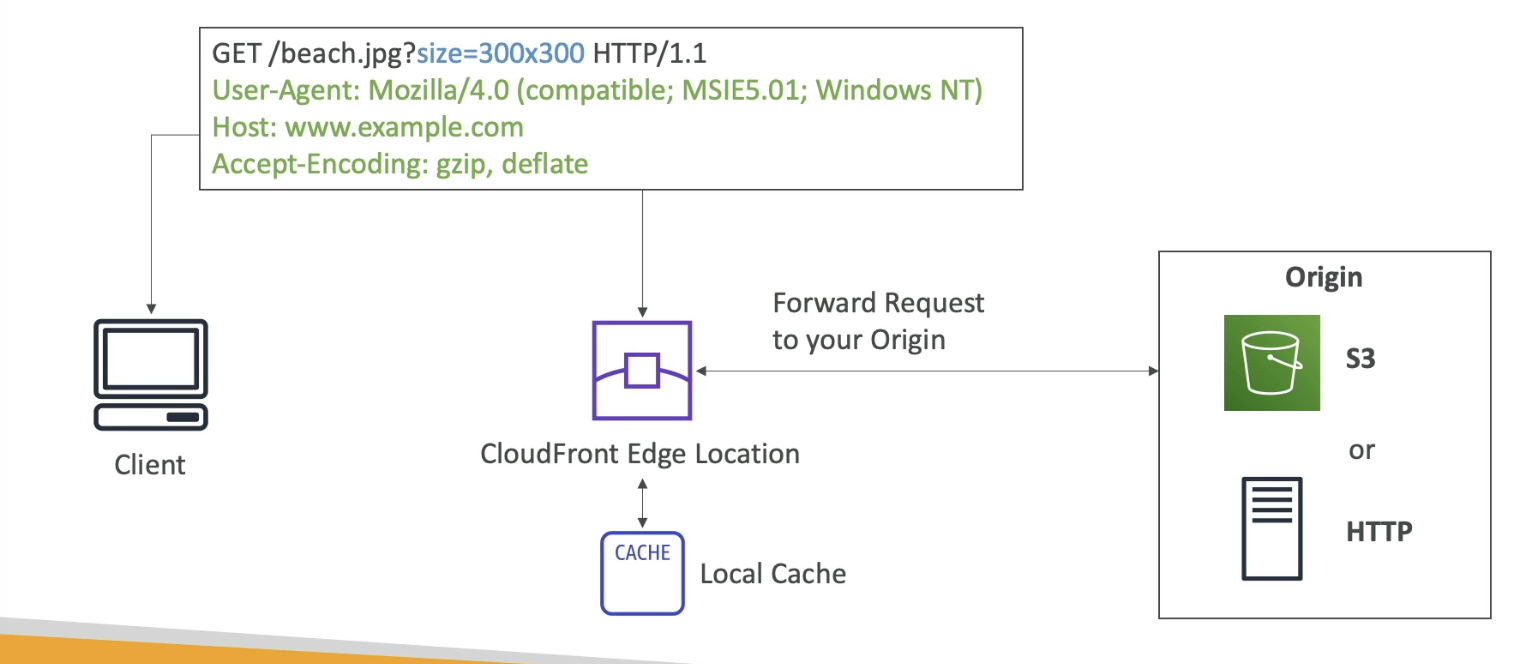 GET /beach.jpg?size=300x300 HTTP/1.1
User-Agent: Mozilla/4.0 (compatible; MSIE5.01; Windows NT)
Host: www.example.com
Accept-Encoding: gzip, deflate
Client
CloudFront Edge Location
CACHE
Local Cache
Forward Request
to your Origin
Origin
S3
or
HTTP